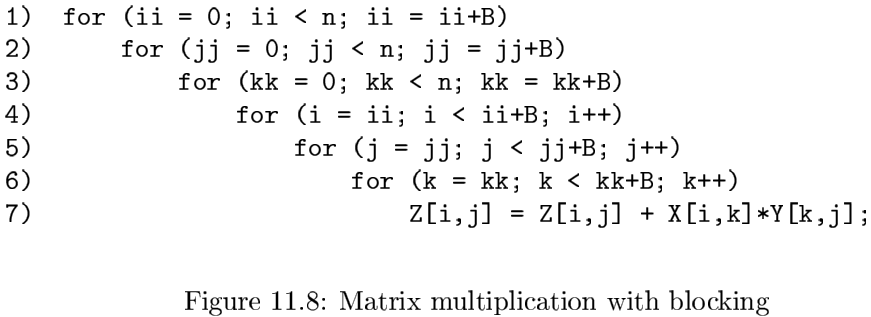 1) for (ii = 0; ii < n; ii = ii+B)
2) for (jj = 0; jj < n; jj = jj+B)
3) for (kk = 0; kk < n; kk = kk+B)
4) for (i = ii; i < ii+B; i++)
5) for (j = jj; j < jj+B; j++)
6) for (k = kk; k < kk+B; k++)
7) Z[i,j] = Z[i,j] + X[i,k]*Y[k,j];
Figure 11.8: Matrix multiplication with blocking